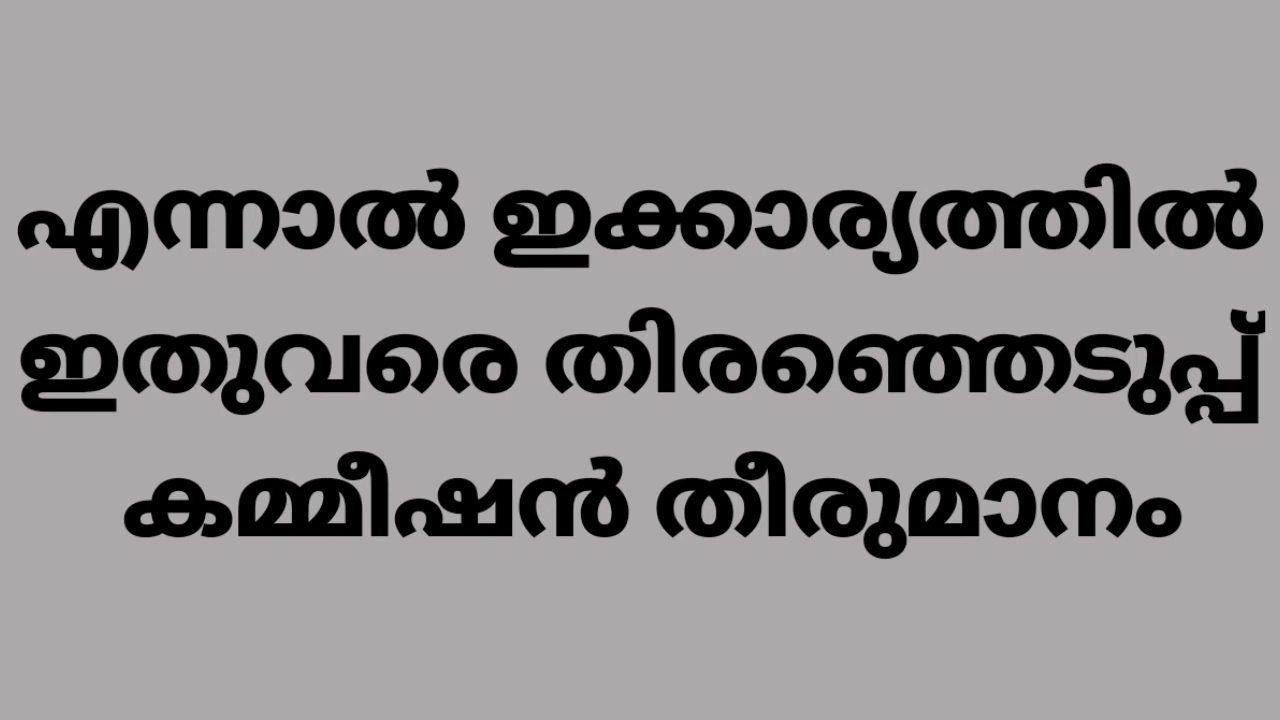 എന്നാൽ ഇക്കാര്യത്തിൽ
ഇതുവരെ തിരഞ്ഞെടുപ്പ്
കമ്മീഷൻ തീരുമാനം